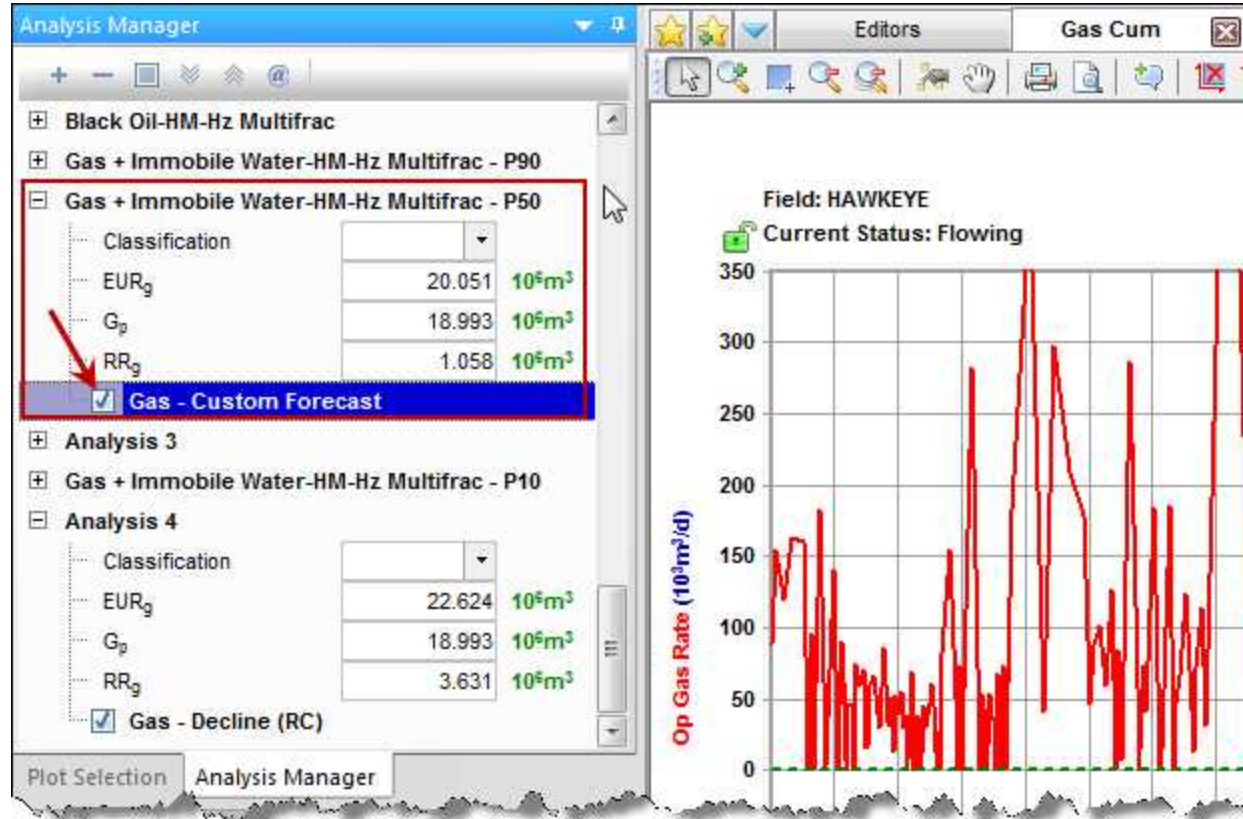 Analysis Manager
Black Oil-HM-Hz Multifrac
Gas + Immobile Water-HM-Hz Multifrac - P90
Gas + Immobile Water-HM-Hz Multifrac - P50
Classification
EURg 20.051 10⁶m³
Gp 18.993 10⁶m³
RRg 1.058 10⁶m³
Gas - Custom Forecast
Analysis 3
Gas + Immobile Water-HM-Hz Multifrac - P10
Analysis 4
Classification
EURg 22.624 10⁶m³
Gp 18.993 10⁶m³
RRg 3.631 10⁶m³
Gas - Decline (RC)
Plot Selection Analysis Manager
Editors Gas Cum
Field: HAWKEYE
Current Status: Flowing
350
300
250
200
150
100
50
0
Op Gas Rate (10³m³/d)